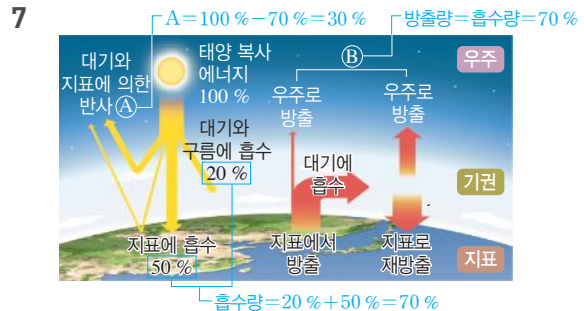 7
A=100 %-70 %=30 %
방출량=흡수량=70 %
대기와
지표에 의한
반사 Ⓐ
태양 복사
에너지
100 %
Ⓑ
우주
우주로
방출
우주로
방출
대기와
구름에 흡수
20 %
대기에
흡수
기권
지표에 흡수
50 %
지표에서
방출
지표로
재방출
지표
흡수량=20 %+50 %=70 %